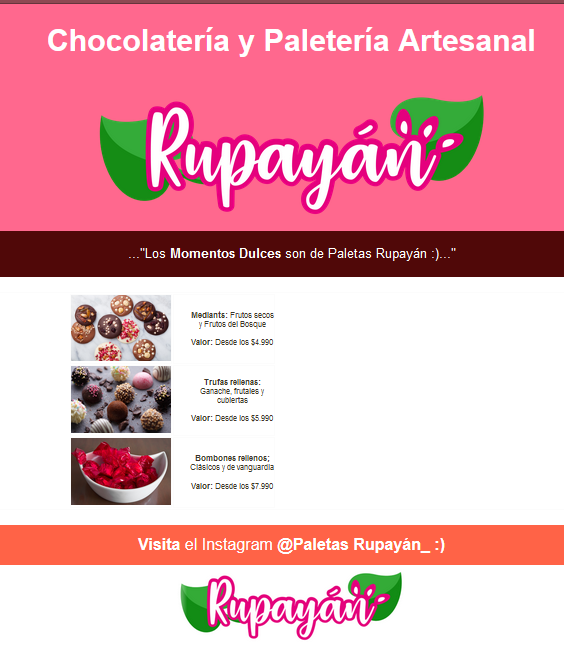 Chocolatería y Paletería Artesanal
Rupayán
..."Los Momentos Dulces son de Paletas Rupayán :)..."
Mediants: Frutos secos
y Frutos del Bosque
Valor: Desde los $4.990
Trufas rellenas:
Ganache, frutales y
cubiertas
Valor: Desde los $5.990
Bombones rellenos;
Clásicos y de vanguardia
Valor: Desde los $7.990
Visita el Instagram @Paletas Rupayán_ :)
Rupayán